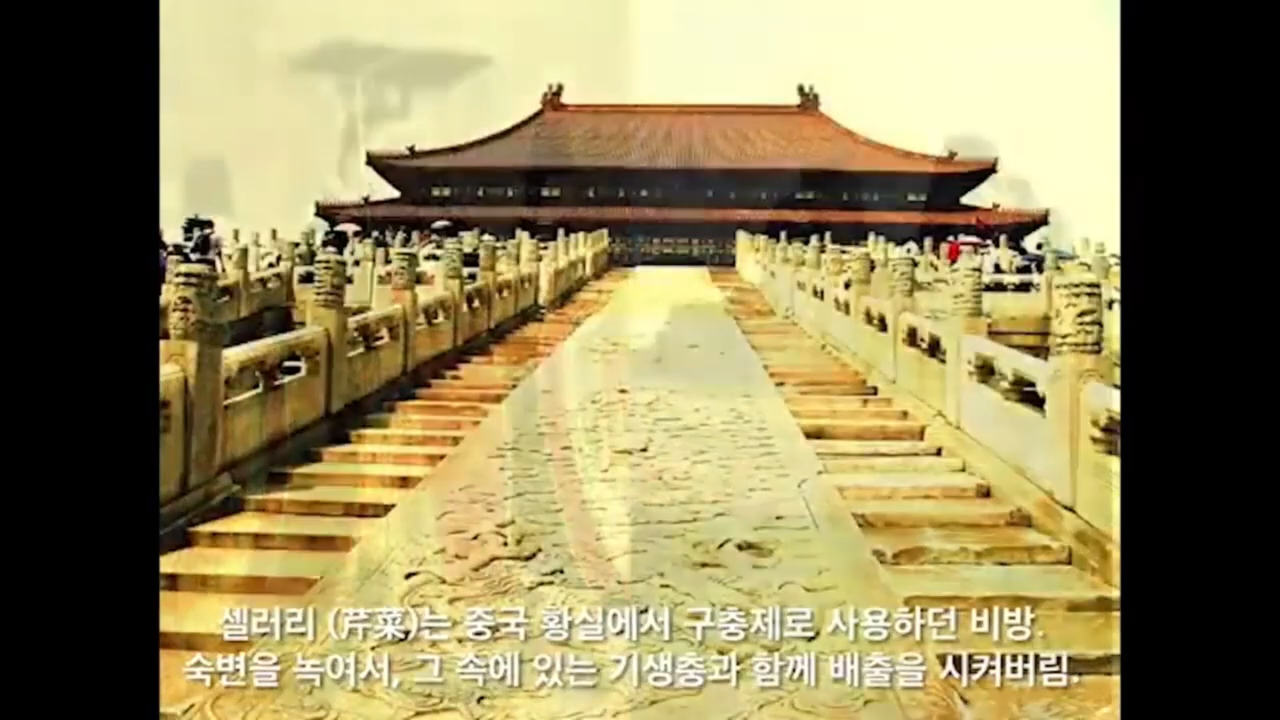 셀러리 (芹菜)는 중국 황실에서 구충제로 사용하던 비방.
숙변을 녹여서, 그 속에 있는 기생충과 함께 배출을 시켜버림.